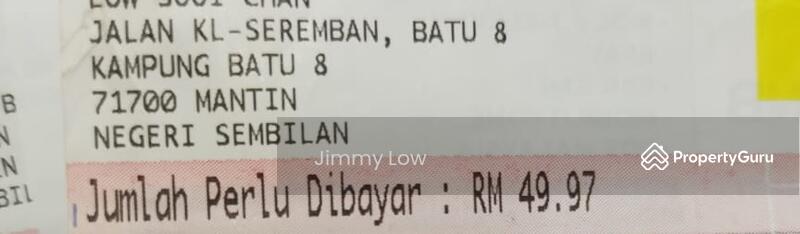 JALAN KL-SEREMBAN, BATU 8
KAMPUNG BATU 8
71700 MANTIN
NEGERI SEMBILAN
Jimmy Low
PropertyGuru
Jumlah Perlu Dibayar : RM 49.97